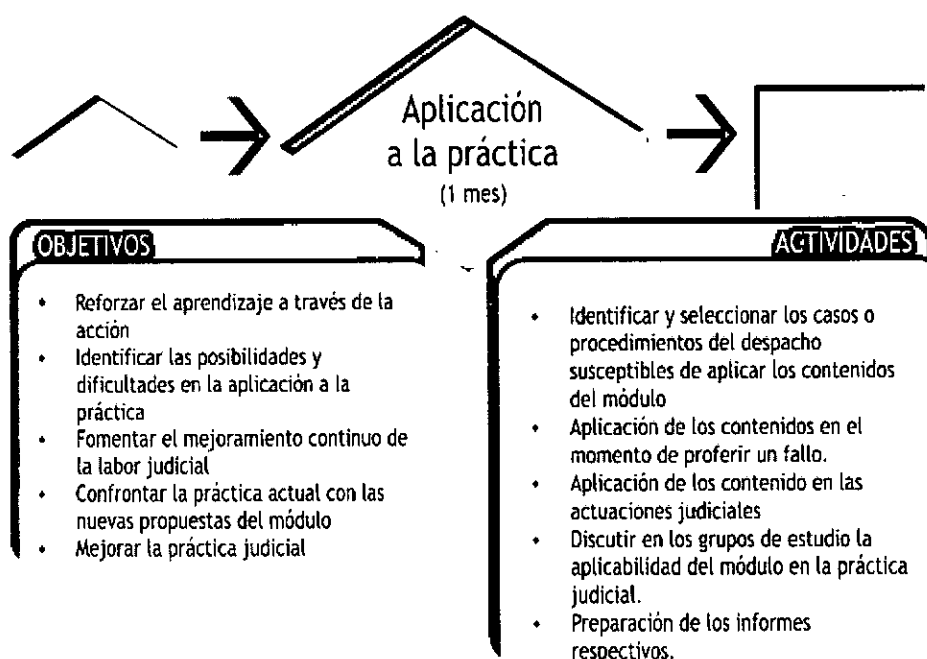 Aplicación
a la práctica
(1 mes)
OBJETIVOS
• Reforzar el aprendizaje a través de la
acción
• Identificar las posibilidades y
dificultades en la aplicación a la
práctica
• Fomentar el mejoramiento continuo de
la labor judicial
• Confrontar la práctica actual con las
nuevas propuestas del módulo
• Mejorar la práctica judicial
ACTIVIDADES
• Identificar y seleccionar los casos o
procedimientos del despacho
susceptibles de aplicar los contenidos
del módulo
• Aplicación de los contenidos en el
momento de proferir un fallo.
• Aplicación de los contenido en las
actuaciones judiciales
• Discutir en los grupos de estudio la
aplicabilidad del módulo en la práctica
judicial.
• Preparación de los informes
respectivos.